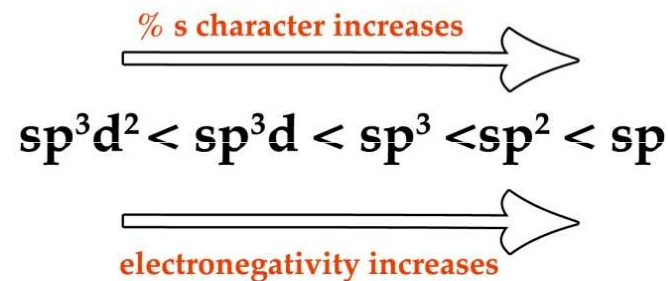 % s character increases
sp³d² < sp³d < sp³ <sp² < sp
electronegativity increases